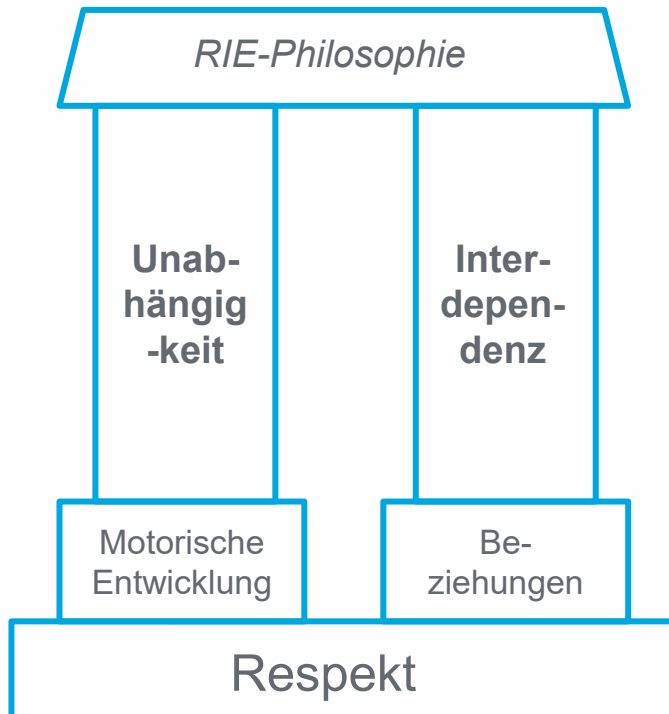 RIE-Philosophie
Unab-
hängig
-keit
Inter-
depen-
denz
Motorische
Entwicklung
Be-
ziehungen
Respekt